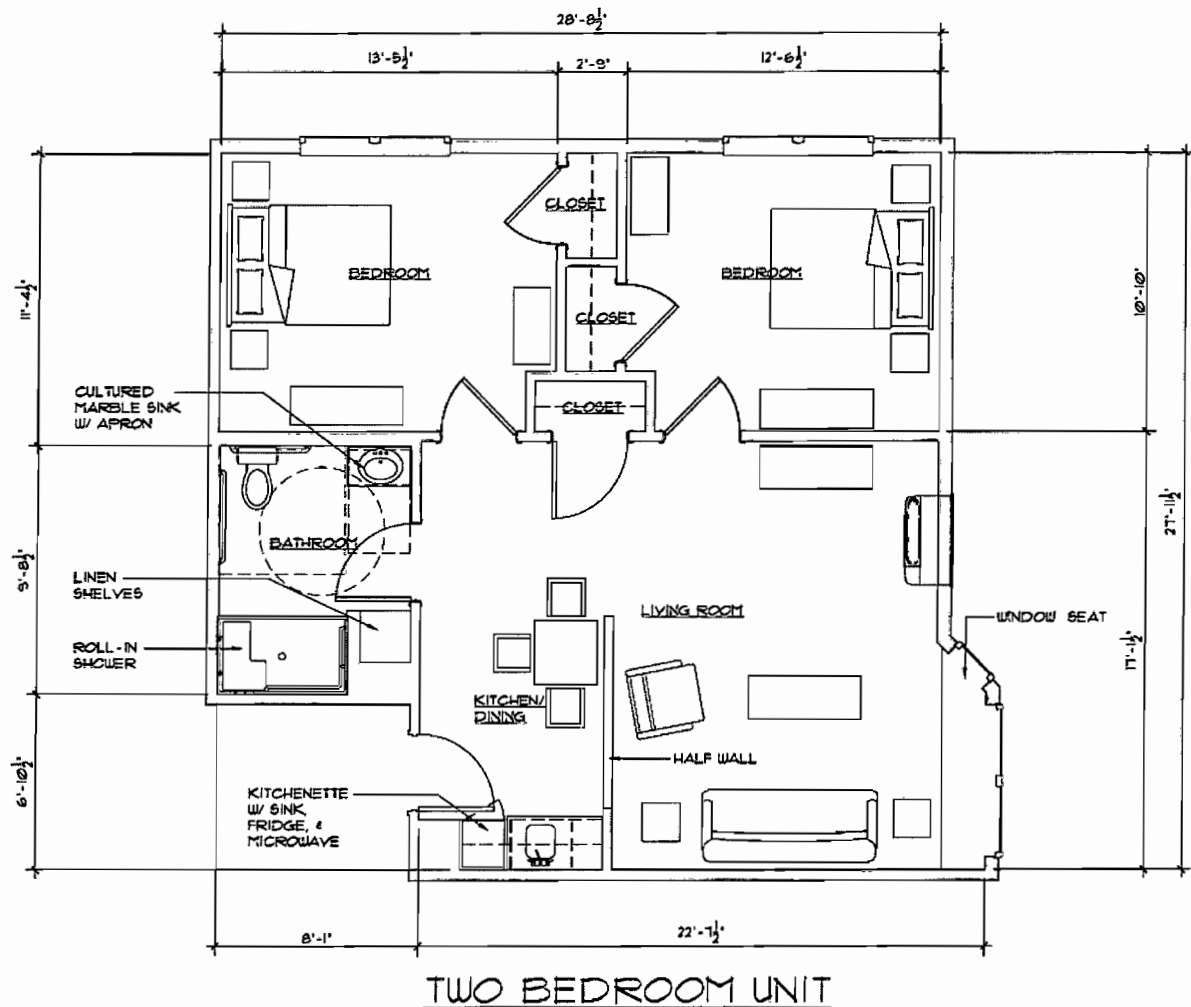 28'-8½"
13'-5½"
2'-9"
12'-6½"
CLOSET
BEDROOM
BEDROOM
11'-4½"
10'-10"
CLOSET
CULTURED
MARBLE SINK
W/ APRON
CLOSET
27'-11½"
BATHROOM
9'-8½"
LINEN
SHELVES
LIVING ROOM
WINDOW SEAT
ROLL-IN
SHOWER
17'-1½"
KITCHEN/
DINING
HALF WALL
6'-10½"
KITCHENETTE
W/ SINK,
FRIDGE, &
MICROWAVE
8'-1"
22'-7½"
TWO BEDROOM UNIT